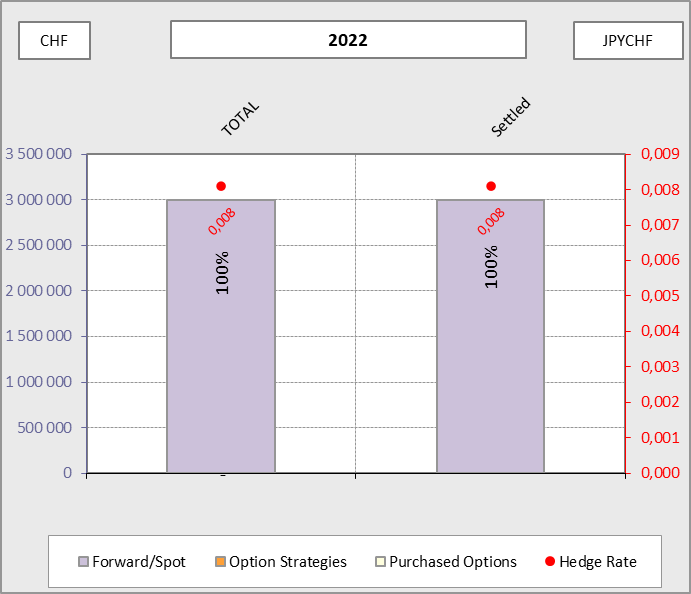 CHF
2022
JPYCHF
TOTAL
Settled
3 500 000
3 000 000
2 500 000
2 000 000
1 500 000
1 000 000
500 000
0
0,009
0,008
0,007
0,006
0,005
0,004
0,003
0,002
0,001
0,000
0,008
100%
0,008
100%
-
Forward/Spot Option Strategies Purchased Options Hedge Rate